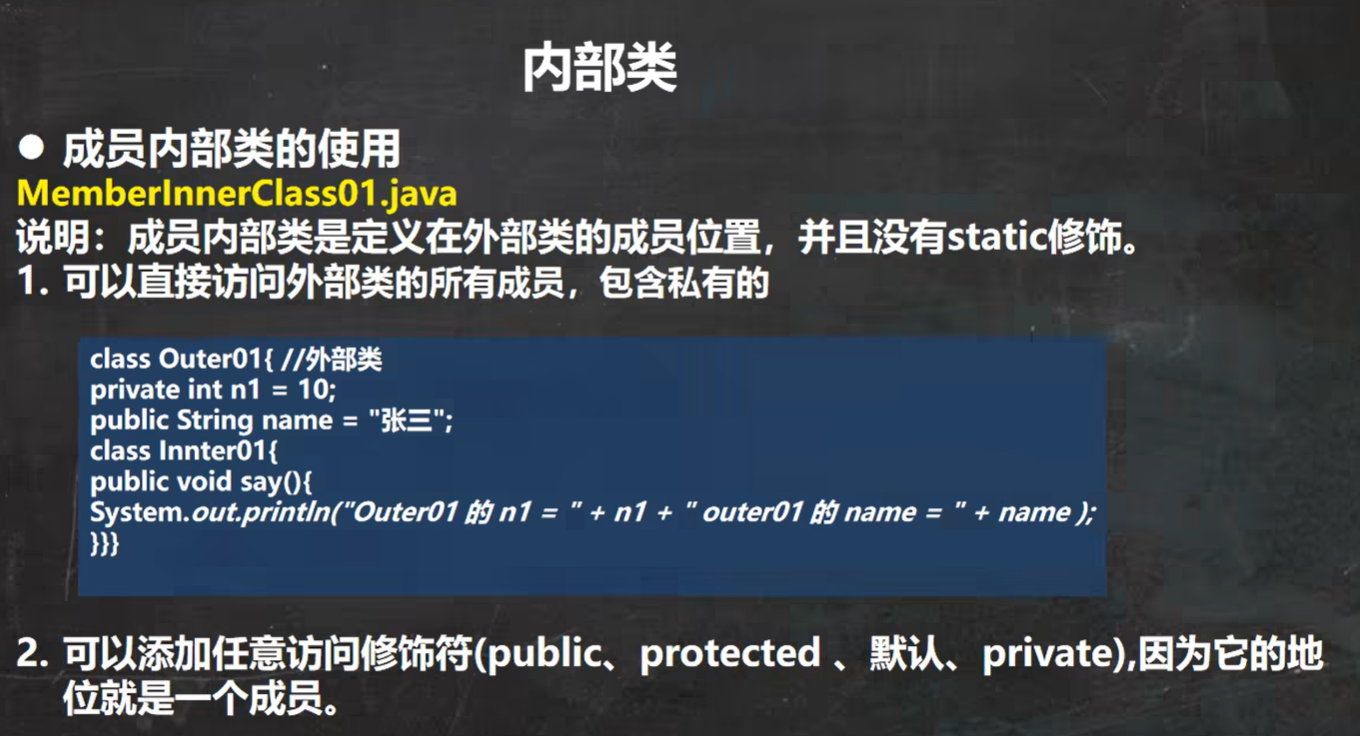 内部类
● 成员内部类的使用
MemberInnerClass01.java
说明：成员内部类是定义在外部类的成员位置，并且没有static修饰。
1. 可以直接访问外部类的所有成员，包含私有的
class Outer01{ //外部类
private int n1 = 10;
public String name = "张三";
class Innter01{
public void say(){
System.out.println("Outer01 的 n1 = " + n1 + " outer01 的 name = " + name );
}}}
2. 可以添加任意访问修饰符(public、protected 、默认、private),因为它的地
位就是一个成员。